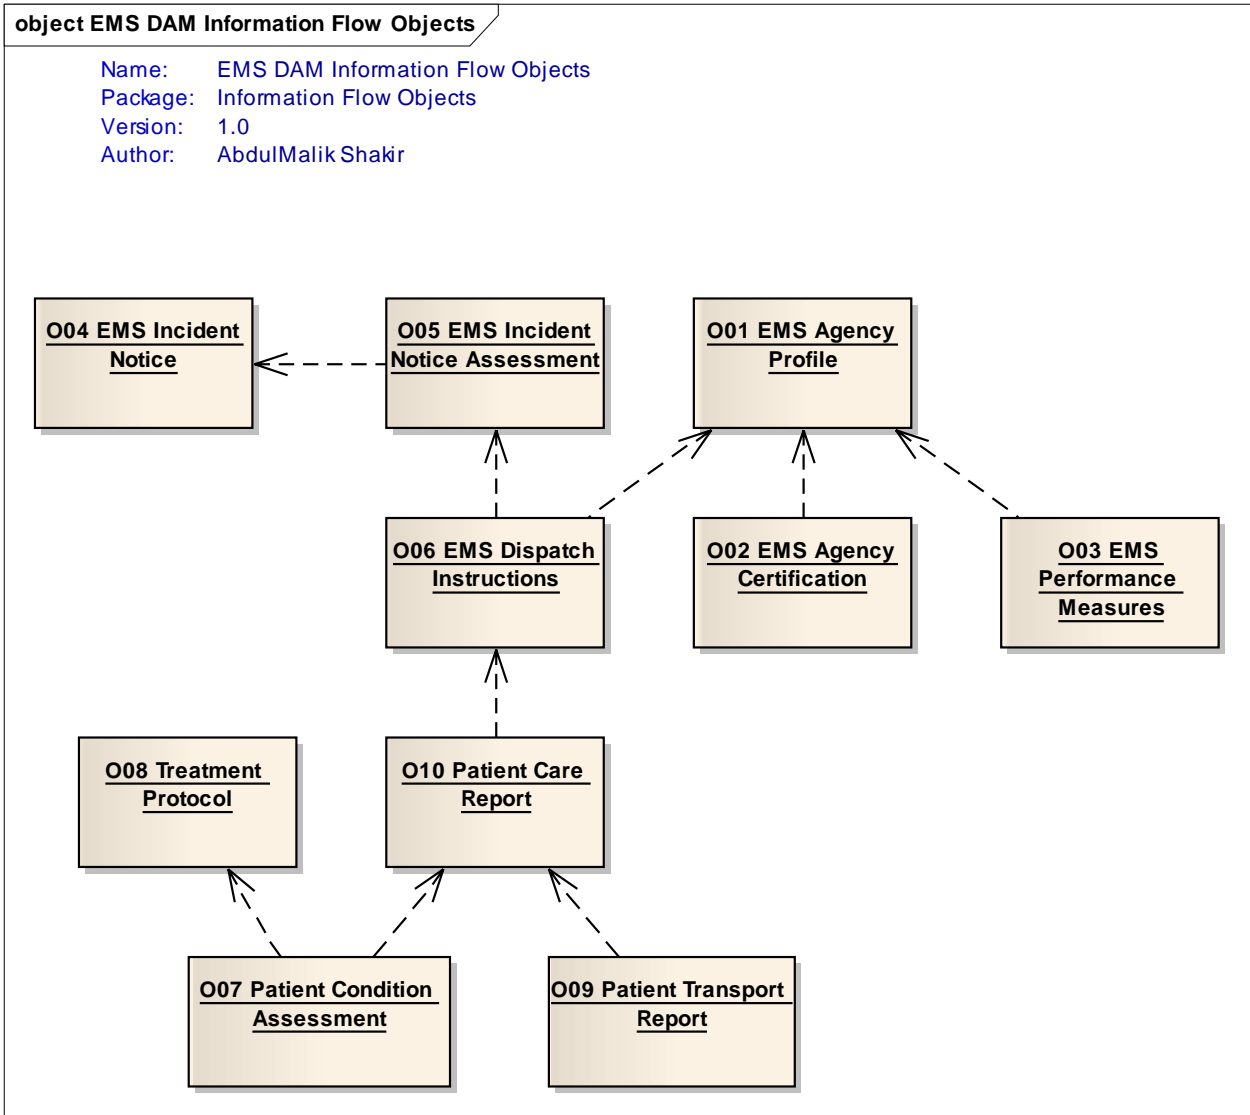 object EMS DAM Information Flow Objects
Name: EMS DAM Information Flow Objects
Package: Information Flow Objects
Version: 1.0
Author: AbdulMalik Shakir
O04 EMS Incident
Notice
O05 EMS Incident
Notice Assessment
O01 EMS Agency
Profile
O06 EMS Dispatch
Instructions
O02 EMS Agency
Certification
O03 EMS
Performance
Measures
O08 Treatment
Protocol
O10 Patient Care
Report
O07 Patient Condition
Assessment
O09 Patient Transport
Report